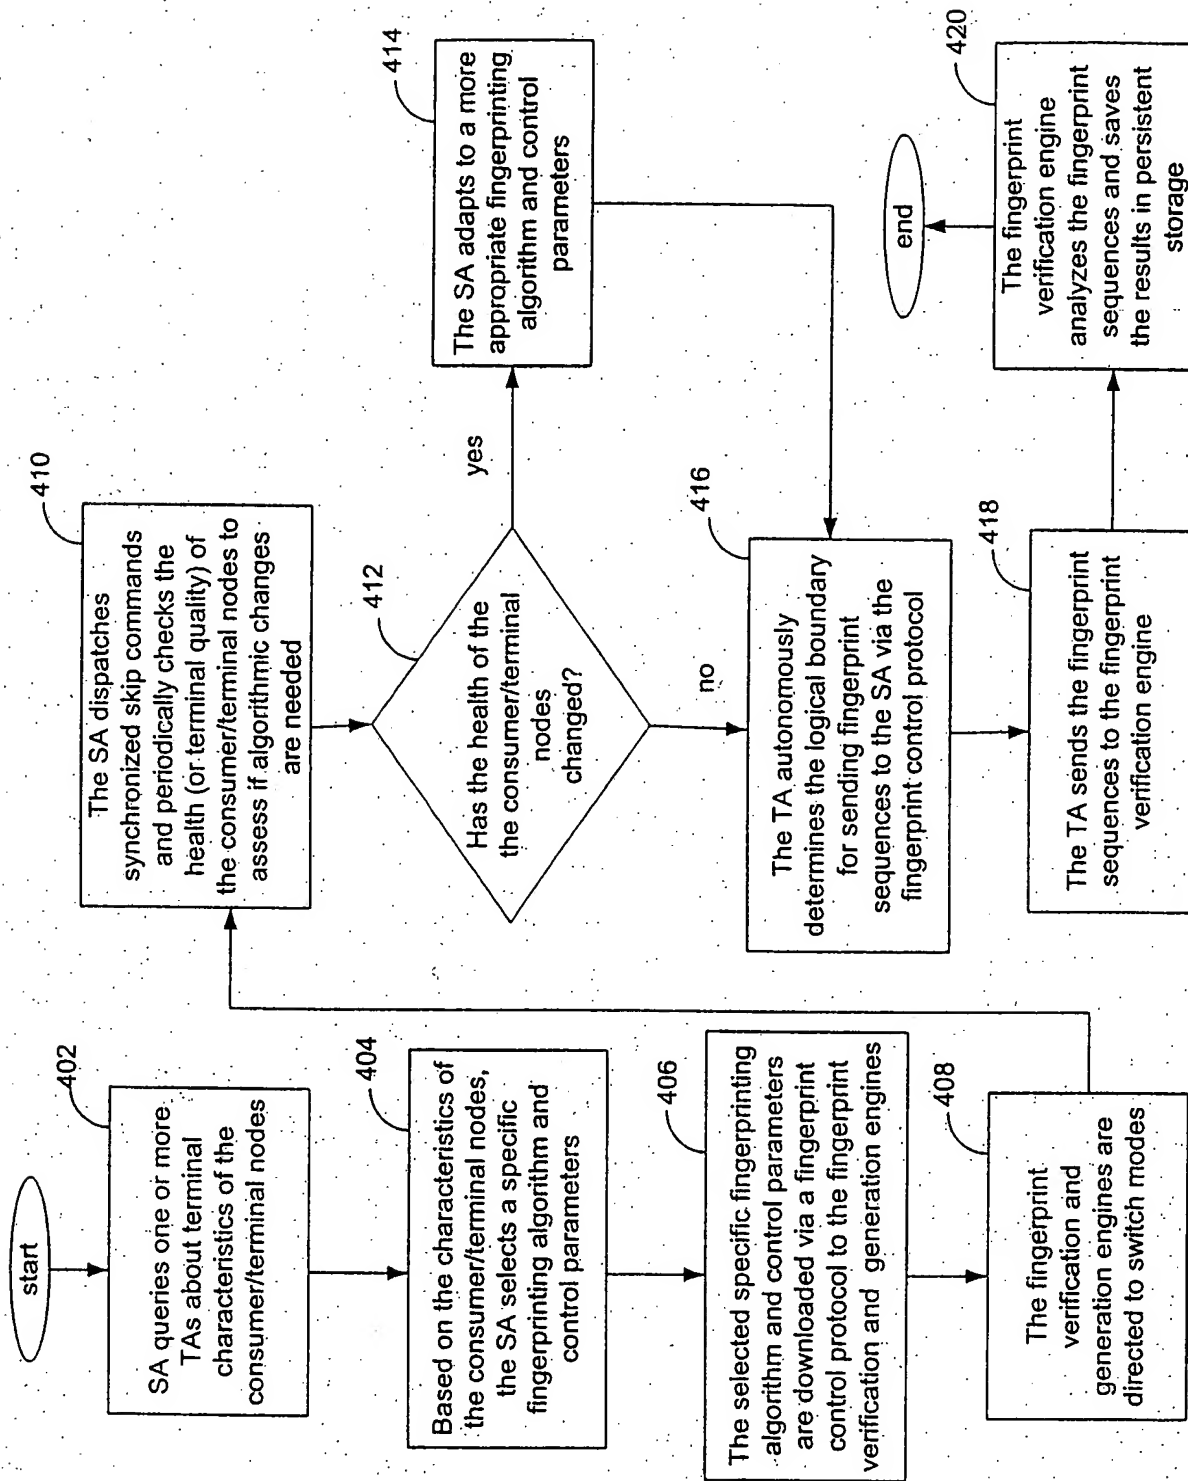 start
402
SA queries one or more
TAs about terminal
characteristics of the
consumer/terminal nodes
404
Based on the characteristics of
the consumer/terminal nodes,
the SA selects a specific
fingerprinting algorithm and
control parameters
406
The selected specific fingerprinting
algorithm and control parameters
are downloaded via a fingerprint
control protocol to the fingerprint
verification and generation engines
408
The fingerprint
verification and
generation engines are
directed to switch modes
410
The SA dispatches
synchronized skip commands
and periodically checks the
health (or terminal quality) of
the consumer/terminal nodes to
assess if algorithmic changes
are needed
412
Has the health of the
the consumer/terminal
nodes
changed?
yes
no
414
The SA adapts to a more
appropriate fingerprinting
algorithm and control
parameters
416
The TA autonomously
determines the logical boundary
for sending fingerprint
sequences to the SA via the
fingerprint control protocol
418
The TA sends the fingerprint
sequences to the fingerprint
verification engine
420
The fingerprint
verification engine
analyzes the fingerprint
sequences and saves
the results in persistent
storage
end